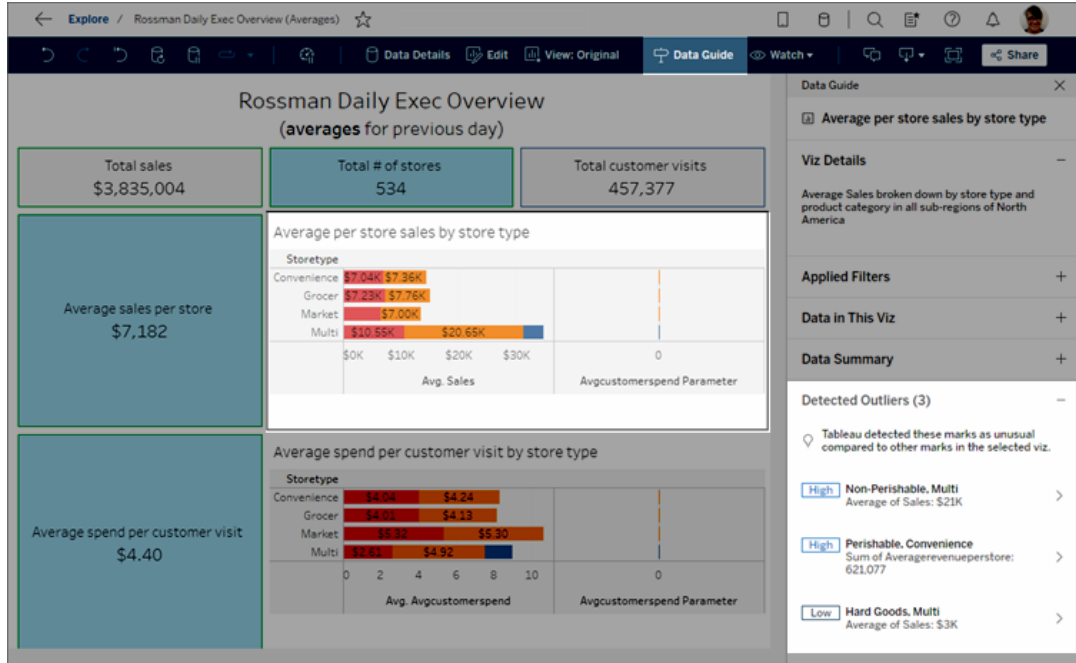 Explore / Rossman Daily Exec Overview (Averages)
Data Details Edit View: Original Data Guide Watch Share
Rossman Daily Exec Overview
(averages for previous day)
Total sales
$3,835,004
Total # of stores
534
Total customer visits
457,377
Average sales per store
$7,182
Average per store sales by store type
Storetype
Convenience $7.04K $7.36K
Grocer $7.23K $7.76K
Market $7.00K
Multi $10.55K $20.65K
$0K $10K $20K $30K 0
Avg. Sales Avgcustomerspend Parameter
Average spend per customer visit
$4.40
Average spend per customer visit by store type
Storetype
Convenience $4.04 $4.24
Grocer $4.01 $4.13
Market $5.32 $5.30
Multi $2.61 $4.92
0 2 4 6 8 10 0
Avg. Avgcustomerspend Avgcustomerspend Parameter
Data Guide
Average per store sales by store type
Viz Details
Average Sales broken down by store type and
product category in all sub-regions of North
America
Applied Filters
Data in This Viz
Data Summary
Detected Outliers (3)
Tableau detected these marks as unusual
compared to other marks in the selected viz.
High Non-Perishable, Multi
Average of Sales: $21K
High Perishable, Convenience
Sum of Averagerevenueperstore:
621,077
Low Hard Goods, Multi
Average of Sales: $3K